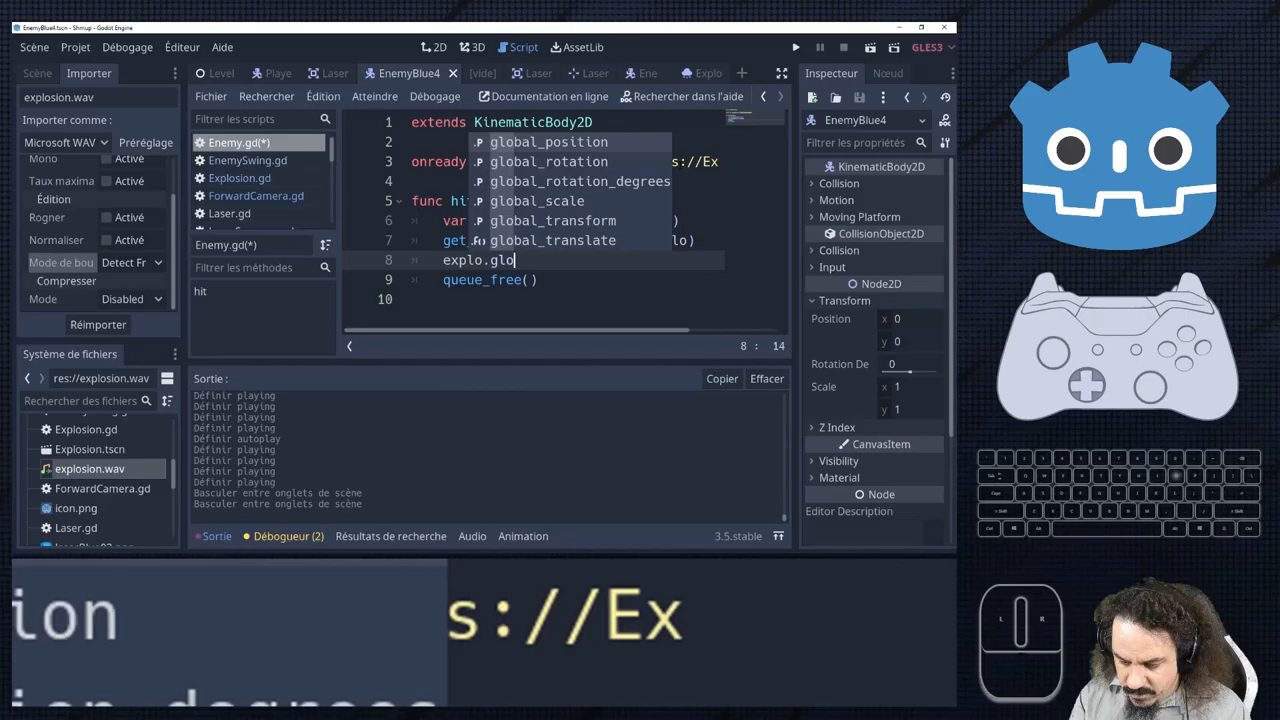 EnemyBlue4.tscn - Shmup - Godot Engine
Scène Projet Débogage Éditeur Aide
2D 3D Script AssetLib
GLES3
Scène Importer
Level Playe Laser EnemyBlue4 [vide] Laser Laser Ene Explo
Inspecteur Nœud
explosion.wav
Importer comme :
Microsoft WAV Préréglage
Mono Activé
Taux maxima Activé
Édition
Rogner Activé
Normaliser Activé
Mode de bou Detect Fr
Compresser
Mode Disabled
Réimporter
Fichier Rechercher Édition Atteindre Débogage Documentation en ligne Rechercher dans l'aide
Filtrer les scripts
Enemy.gd(*)
EnemySwing.gd
Explosion.gd
ForwardCamera.gd
Laser.gd
Enemy.gd(*)
Filtrer les méthodes
hit
1 extends KinematicBody2D
2
3 onready s://Ex
4
5 func hi
6 var )
7 get_ lo)
8 explo.glo
9 queue_free()
10
global_position
global_rotation
global_rotation_degrees
global_scale
global_transform
global_translate
8 : 14
Système de fichiers
res://explosion.wav
Rechercher des fichiers
Explosion.gd
Explosion.tscn
explosion.wav
ForwardCamera.gd
icon.png
Laser.gd
Sortie :
Copier Effacer
Définir playing
Définir playing
Définir playing
Définir playing
Définir autoplay
Définir playing
Définir playing
Définir playing
Définir playing
Basculer entre onglets de scène
Basculer entre onglets de scène
Sortie Débogueur (2) Résultats de recherche Audio Animation 3.5.stable
EnemyBlue4
Filtrer les propriétés
KinematicBody2D
Collision
Motion
Moving Platform
CollisionObject2D
Collision
Input
Node2D
Transform
Position x 0
y 0
Rotation De 0
Scale x 1
y 1
Z Index
CanvasItem
Visibility
Material
Node
Editor Description
ion s://Ex
L R